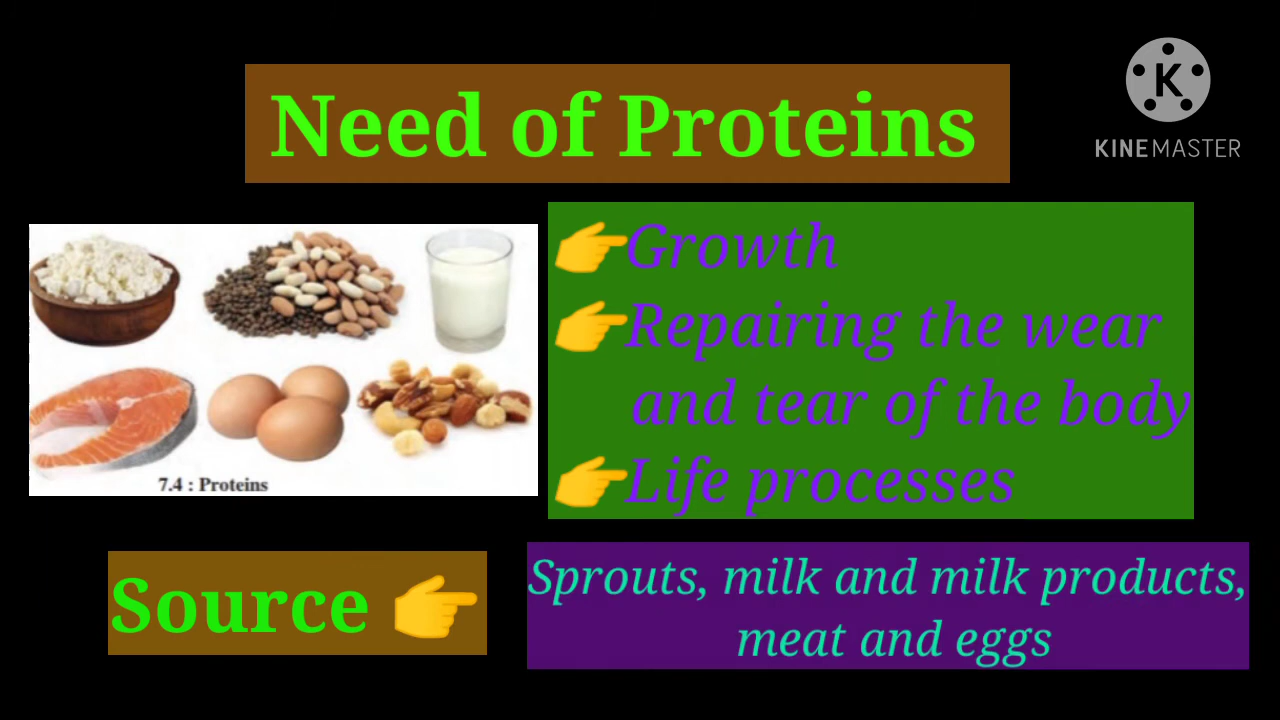 Need of Proteins
K
KINEMASTER
👉Growth
👉Repairing the wear
and tear of the body
👉Life processes
7.4 : Proteins
Source 👉
Sprouts, milk and milk products,
meat and eggs